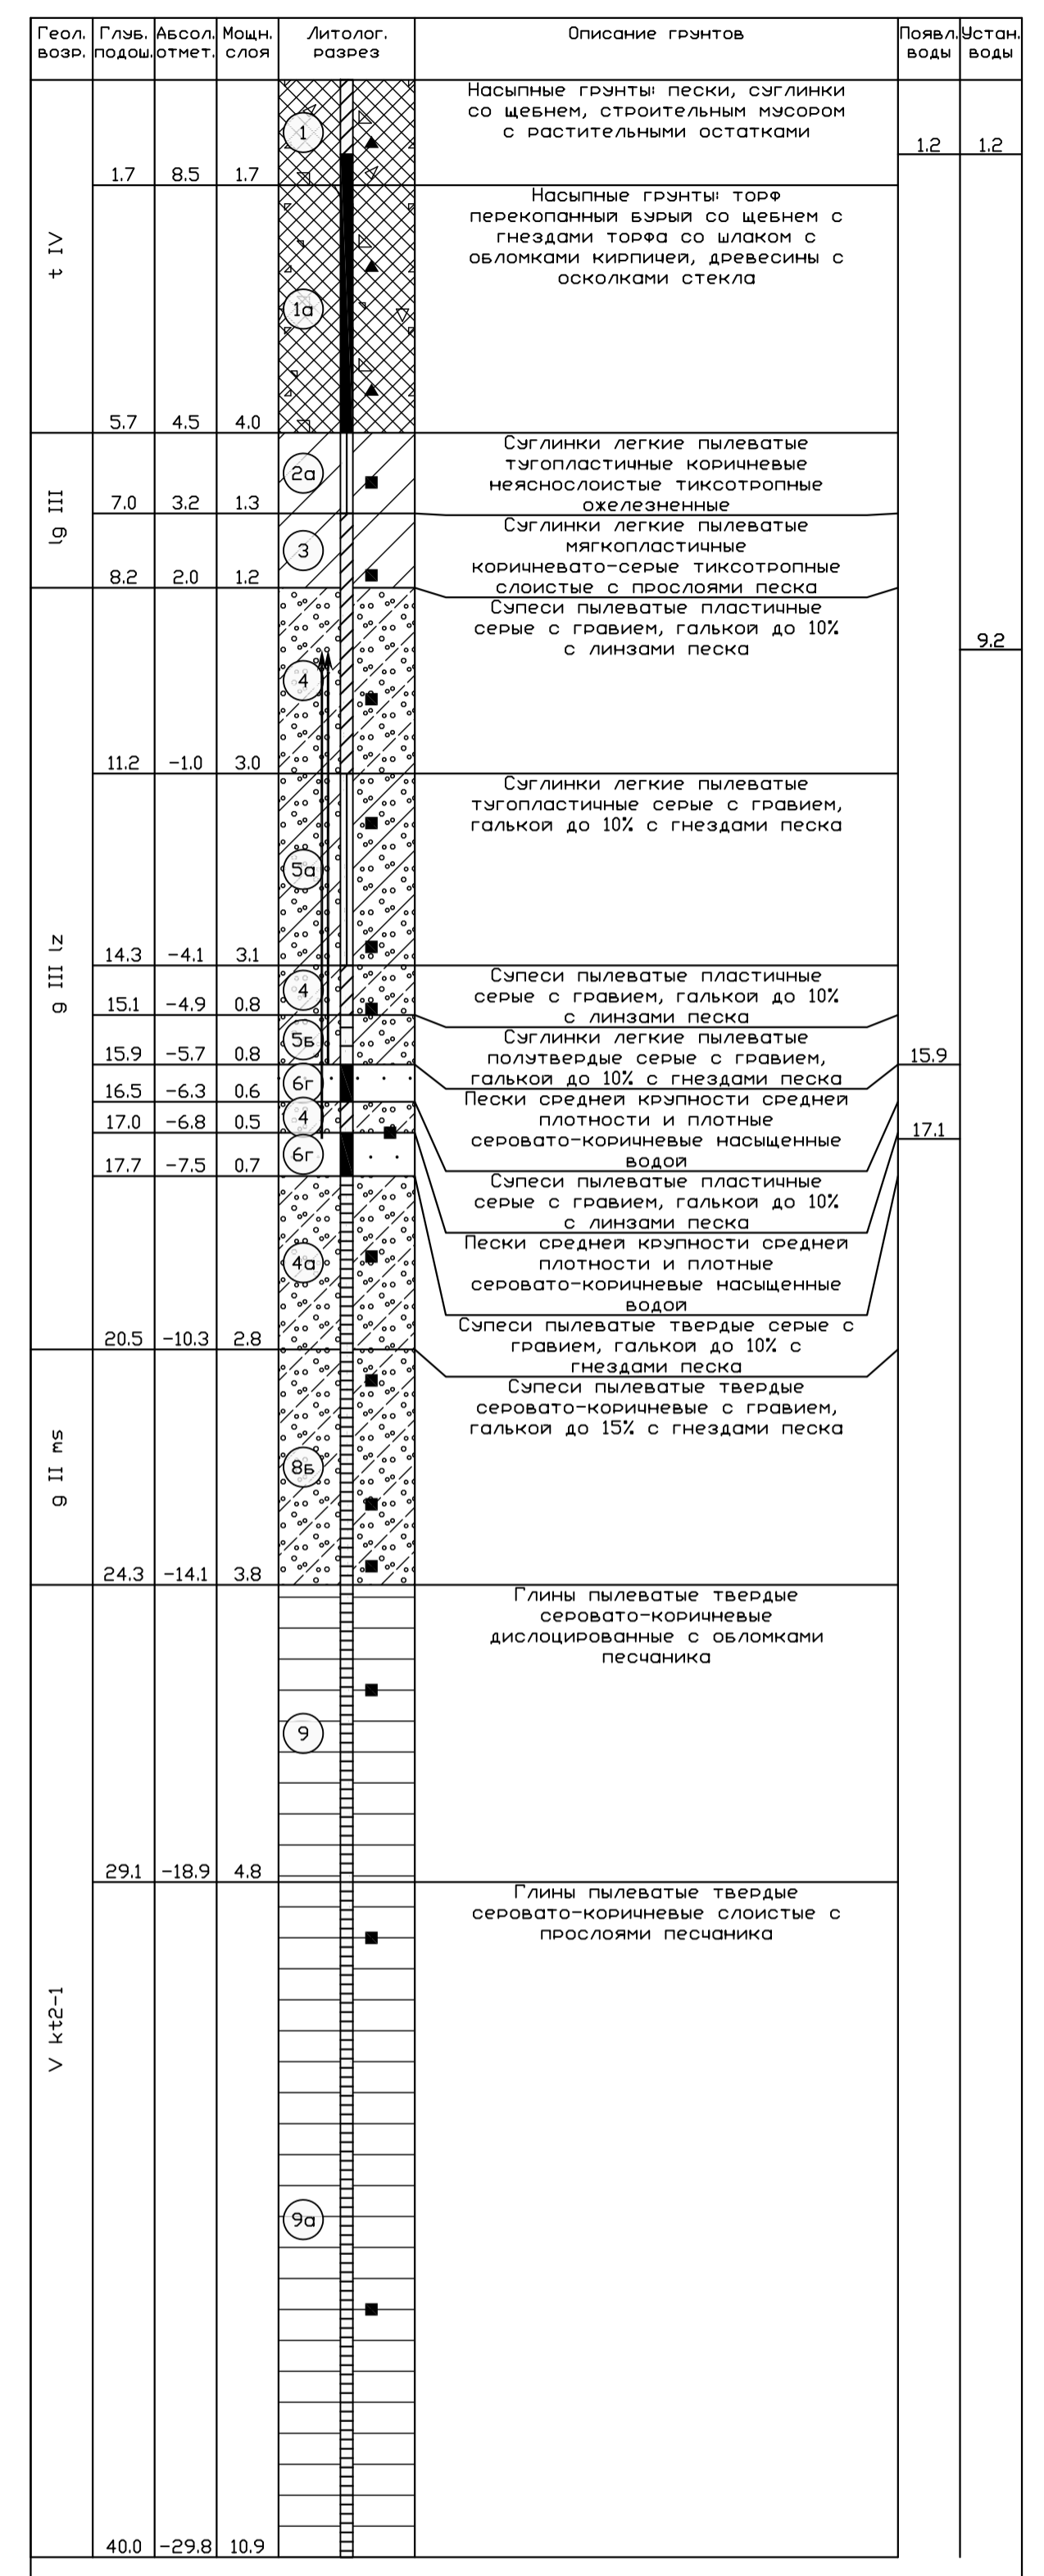 Геол. возр.
Глуб. подош.
Абсол. отмет.
Мощн. слоя
Литолог. разрез
Описание грунтов
Появл. воды
Устан. воды
t IV
1
Насыпные грунты: пески, суглинки
со щебнем, строительным мусором
с растительными остатками
1.2 1.2
1.7 8.5 1.7
1а
Насыпные грунты: торф
перекопанный бурый со щебнем с
гнездами торфа со шлаком с
обломками кирпичей, древесины с
осколками стекла
5.7 4.5 4.0
lg III
2а
Суглинки легкие пылеватые
тугопластичные коричневые
неяснослоистые тиксотропные
ожелезненные
7.0 3.2 1.3
3
Суглинки легкие пылеватые
мягкопластичные
коричневато-серые тиксотропные
слоистые с прослоями песка
8.2 2.0 1.2
g III lz
4
Супеси пылеватые пластичные
серые с гравием, галькой до 10%
с линзами песка
9.2
11.2 -1.0 3.0
5а
Суглинки легкие пылеватые
тугопластичные серые с гравием,
галькой до 10% с гнездами песка
14.3 -4.1 3.1
4
Супеси пылеватые пластичные
серые с гравием, галькой до 10%
с линзами песка
15.1 -4.9 0.8
5б
Суглинки легкие пылеватые
полутвердые серые с гравием,
галькой до 10% с гнездами песка
15.9 -5.7 0.8
15.9
6г
Пески средней крупности средней
плотности и плотные
серовато-коричневые насыщенные
водой
16.5 -6.3 0.6
4
Супеси пылеватые пластичные
серые с гравием, галькой до 10%
с линзами песка
17.0 -6.8 0.5
17.1
6г
Пески средней крупности средней
плотности и плотные
серовато-коричневые насыщенные
водой
17.7 -7.5 0.7
4а
Супеси пылеватые твердые серые с
гравием, галькой до 10% с
гнездами песка
20.5 -10.3 2.8
g II ms
8б
Супеси пылеватые твердые
серовато-коричневые с гравием,
галькой до 15% с гнездами песка
24.3 -14.1 3.8
V kt2-1
9
Глины пылеватые твердые
серовато-коричневые
дислоцированные с обломками
песчаника
29.1 -18.9 4.8
9а
Глины пылеватые твердые
серовато-коричневые слоистые с
прослоями песчаника
40.0 -29.8 10.9